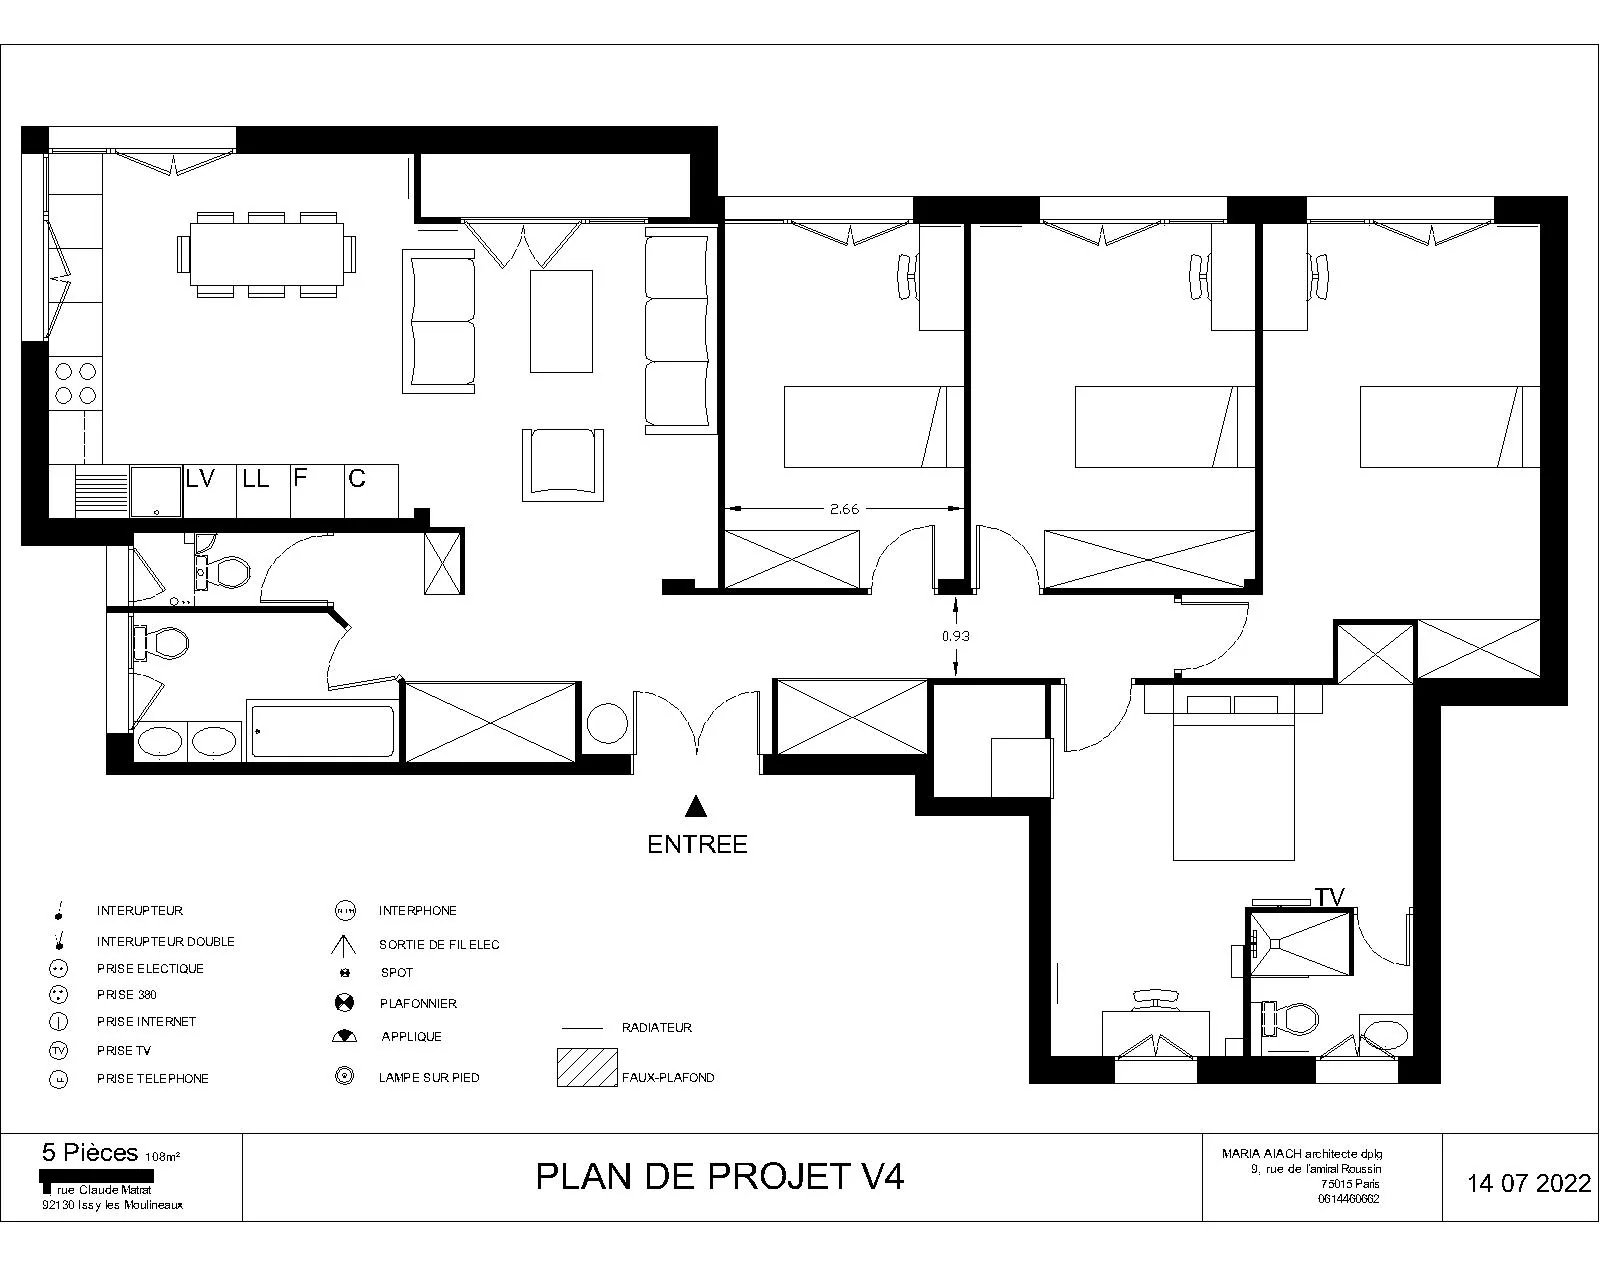 LV LL F C
2.66
0.93
TV
ENTREE
INTERUPTEUR
INTERUPTEUR DOUBLE
PRISE ELECTIQUE
PRISE 380
PRISE INTERNET
TV PRISE TV
PRISE TELEPHONE
INTERPHONE
SORTIE DE FIL ELEC
SPOT
PLAFONNIER
APPLIQUE
LAMPE SUR PIED
RADIATEUR
FAUX-PLAFOND
5 Pièces 108m²
rue Claude Matrat
92130 Issy les Moulineaux
PLAN DE PROJET V4
MARIA AIACH architecte dplg
9, rue de l'amiral Roussin
75015 Paris
0614460662
14 07 2022